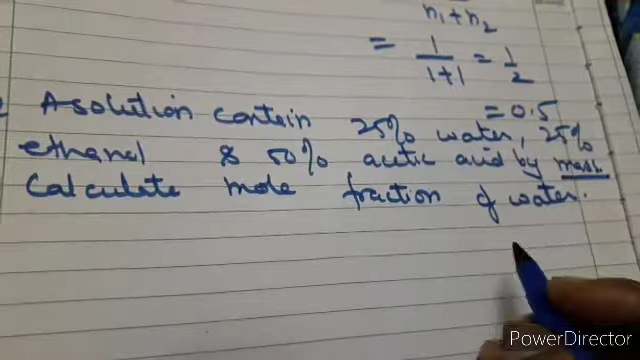 n₁+n₂
= 1/1+1 = 1/2
= 0.5
A solution contain 25% water, 25%
ethanol & 50% acetic acid by mass.
Calculate mole fraction of water.
PowerDirector